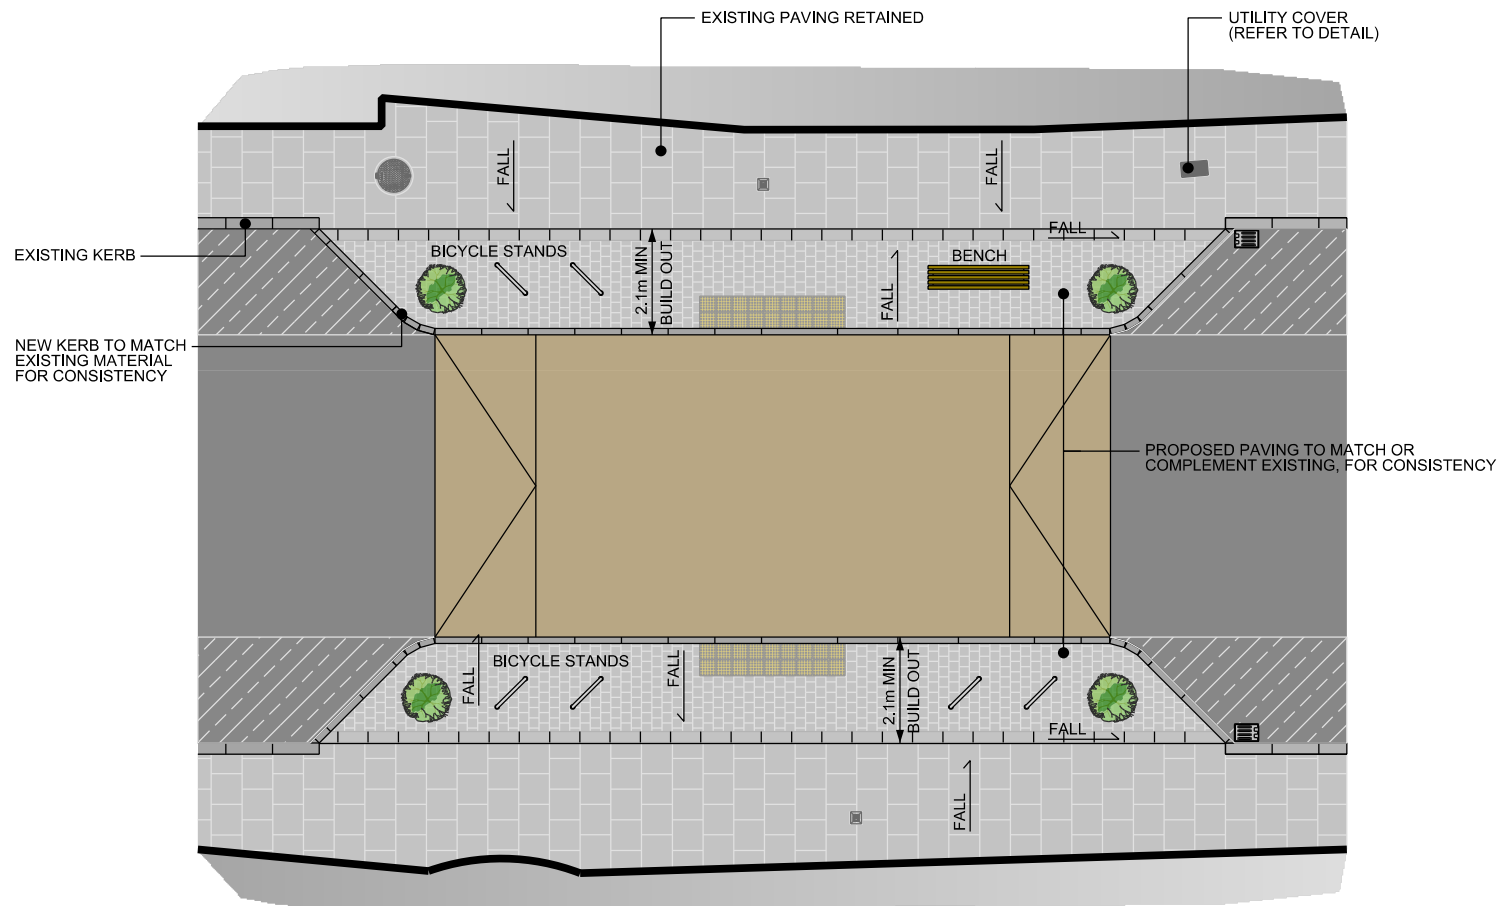 EXISTING PAVING RETAINED
UTILITY COVER
(REFER TO DETAIL)
FALL
FALL
EXISTING KERB
FALL
BICYCLE STANDS
2.1m MIN
BUILD OUT
FALL
BENCH
NEW KERB TO MATCH
EXISTING MATERIAL
FOR CONSISTENCY
PROPOSED PAVING TO MATCH OR
COMPLEMENT EXISTING, FOR CONSISTENCY
FALL
BICYCLE STANDS
FALL
2.1m MIN
BUILD OUT
FALL
FALL